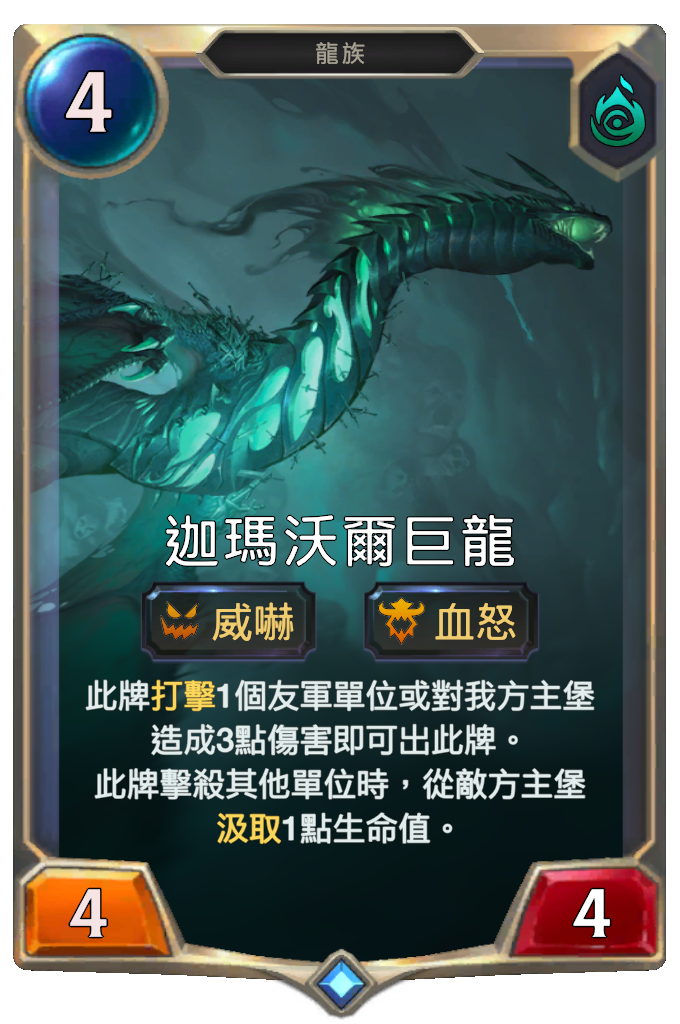 龍族
4
迦瑪沃爾巨龍
威嚇 血怒
此牌打擊1個友軍單位或對我方主堡
造成3點傷害即可出此牌。
此牌擊殺其他單位時，從敵方主堡
汲取1點生命值。
4 4